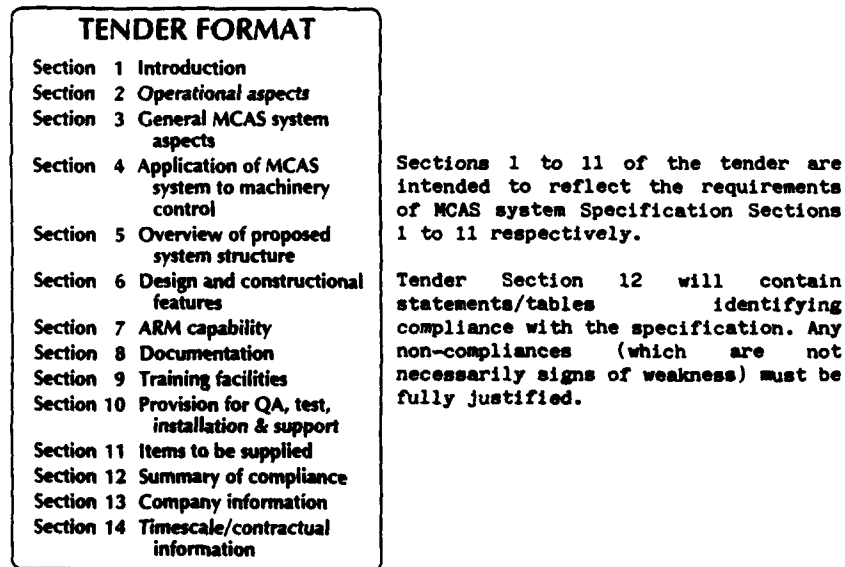 TENDER FORMAT
Section 1 Introduction
Section 2 Operational aspects
Section 3 General MCAS system
aspects
Section 4 Application of MCAS
system to machinery
control
Section 5 Overview of proposed
system structure
Section 6 Design and constructional
features
Section 7 ARM capability
Section 8 Documentation
Section 9 Training facilities
Section 10 Provision for QA, test,
installation & support
Section 11 Items to be supplied
Section 12 Summary of compliance
Section 13 Company information
Section 14 Timescale/contractual
information
Sections 1 to 11 of the tender are
intended to reflect the requirements
of MCAS system Specification Sections
1 to 11 respectively.
Tender Section 12 will contain
statements/tables identifying
compliance with the specification. Any
non-compliances (which are not
necessarily signs of weakness) must be
fully justified.